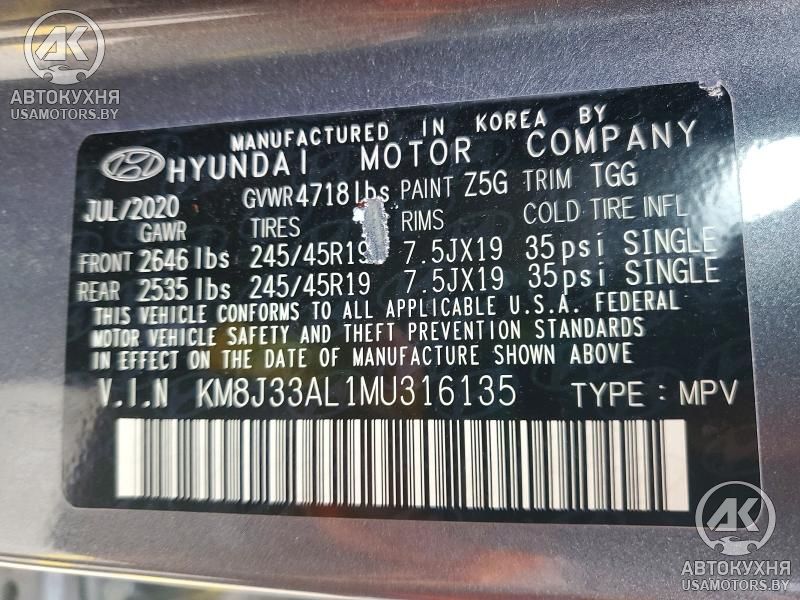 АК
АВТОКУХНЯ
USAMOTORS.BY
MANUFACTURED IN KOREA BY
HYUNDAI MOTOR COMPANY
JUL/2020 GVWR 4718 lbs PAINT Z5G TRIM TGG
GAWR TIRES RIMS COLD TIRE INFL
FRONT 2646 lbs 245/45R19 7.5JX19 35 psi SINGLE
REAR 2535 lbs 245/45R19 7.5JX19 35 psi SINGLE
THIS VEHICLE CONFORMS TO ALL APPLICABLE U.S.A. FEDERAL
MOTOR VEHICLE SAFETY AND THEFT PREVENTION STANDARDS
IN EFFECT ON THE DATE OF MANUFACTURE SHOWN ABOVE
V.I.N KM8J33AL1MU316135 TYPE: MPV
АК
АВТОКУХНЯ
USAMOTORS.BY